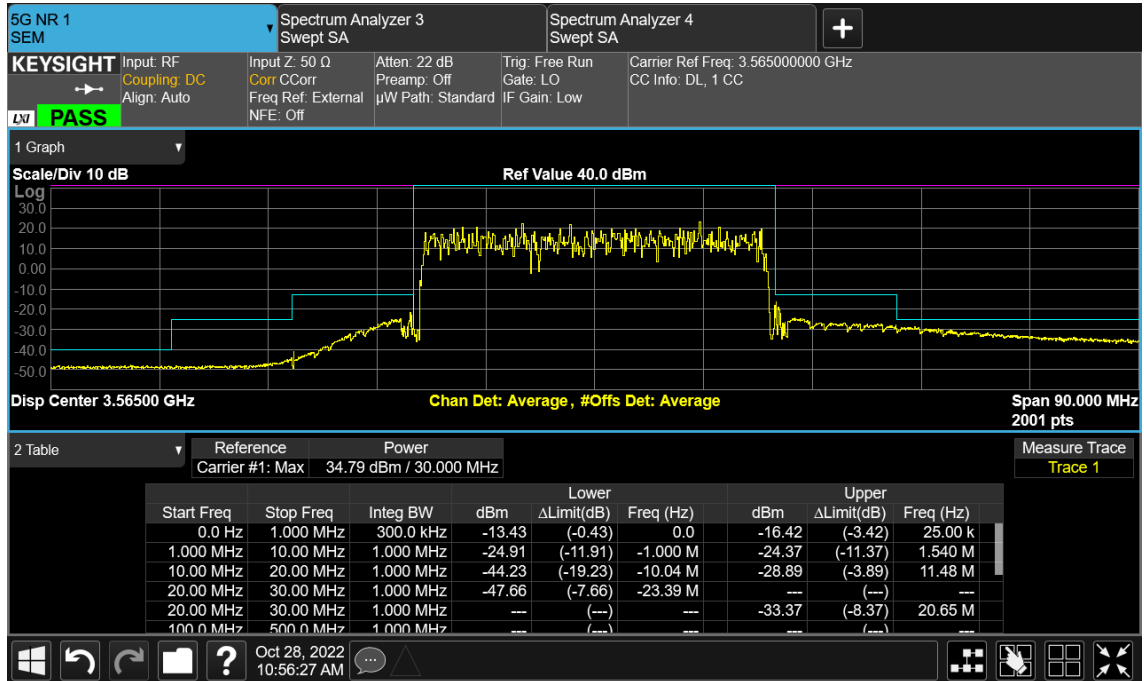 5G NR 1
SEM
Spectrum Analyzer 3
Swept SA
Spectrum Analyzer 4
Swept SA
KEYSIGHT
LXI PASS
Input: RF
Coupling: DC
Align: Auto
Input Z: 50 Ω
Corr CCorr
Freq Ref: External
NFE: Off
Atten: 22 dB
Preamp: Off
µW Path: Standard
Trig: Free Run
Gate: LO
IF Gain: Low
Carrier Ref Freq: 3.565000000 GHz
CC Info: DL, 1 CC
1 Graph
Scale/Div 10 dB Ref Value 40.0 dBm
Log
30.0
20.0
10.0
0.00
-10.0
-20.0
-30.0
-40.0
-50.0
Disp Center 3.56500 GHz Chan Det: Average, #Offs Det: Average Span 90.000 MHz
2001 pts
2 Table
Reference Power
Carrier #1: Max 34.79 dBm / 30.000 MHz
Measure Trace
Trace 1
Lower Upper
Start Freq Stop Freq Integ BW dBm ΔLimit(dB) Freq (Hz) dBm ΔLimit(dB) Freq (Hz)
0.0 Hz 1.000 MHz 300.0 kHz -13.43 (-0.43) 0.0 -16.42 (-3.42) 25.00 k
1.000 MHz 10.00 MHz 1.000 MHz -24.91 (-11.91) -1.000 M -24.37 (-11.37) 1.540 M
10.00 MHz 20.00 MHz 1.000 MHz -44.23 (-19.23) -10.04 M -28.89 (-3.89) 11.48 M
20.00 MHz 30.00 MHz 1.000 MHz -47.66 (-7.66) -23.39 M --- (---) ---
20.00 MHz 30.00 MHz 1.000 MHz --- (---) --- -33.37 (-8.37) 20.65 M
100.0 MHz 500.0 MHz 1.000 MHz --- (---) --- --- (---) ---
Oct 28, 2022
10:56:27 AM